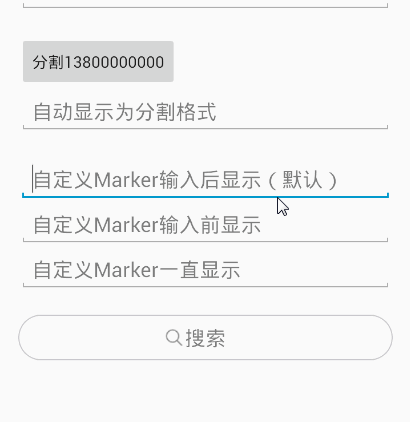 分割13800000000
自动显示为分割格式
自定义Marker输入后显示（默认）
自定义Marker输入前显示
自定义Marker一直显示
搜索